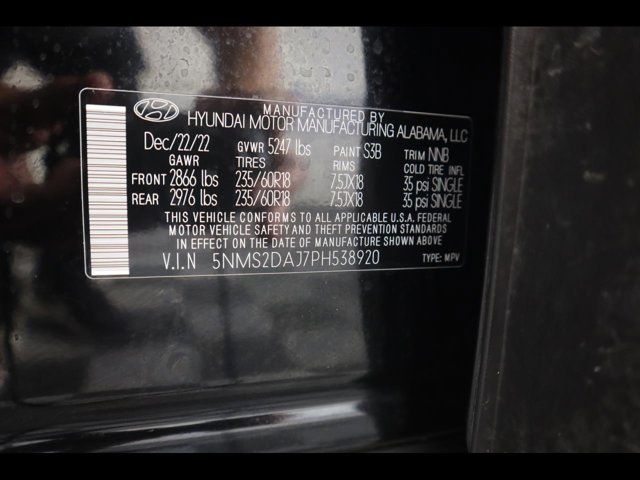 MANUFACTURED BY
HYUNDAI MOTOR MANUFACTURING ALABAMA, LLC
Dec/22/22 GVWR 5247 lbs PAINT S3B TRIM NNB
GAWR TIRES RIMS COLD TIRE INFL
FRONT 2866 lbs 235/60R18 7.5JX18 35 psi SINGLE
REAR 2976 lbs 235/60R18 7.5JX18 35 psi SINGLE
THIS VEHICLE CONFORMS TO ALL APPLICABLE U.S.A. FEDERAL
MOTOR VEHICLE SAFETY AND THEFT PREVENTION STANDARDS
IN EFFECT ON THE DATE OF MANUFACTURE SHOWN ABOVE
V.I.N 5NMS2DAJ7PH538920 TYPE: MPV